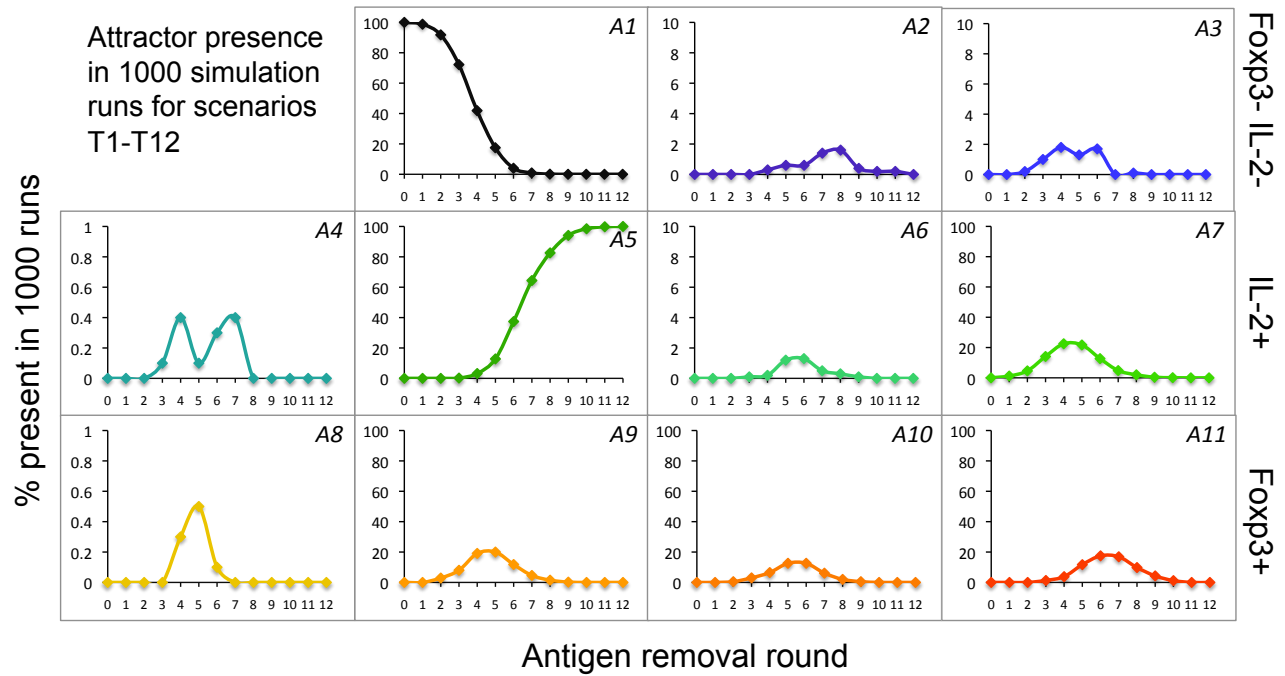 Attractor presence
in 1000 simulation
runs for scenarios
T1-T12
A1
100
80
60
40
20
0
0 1 2 3 4 5 6 7 8 9 10 11 12
A2
10
8
6
4
2
0
0 1 2 3 4 5 6 7 8 9 10 11 12
A3
10
8
6
4
2
0
0 1 2 3 4 5 6 7 8 9 10 11 12
Foxp3- IL-2-
A4
1
0.8
0.6
0.4
0.2
0
0 1 2 3 4 5 6 7 8 9 10 11 12
A5
100
80
60
40
20
0
0 1 2 3 4 5 6 7 8 9 10 11 12
A6
10
8
6
4
2
0
0 1 2 3 4 5 6 7 8 9 10 11 12
A7
100
80
60
40
20
0
0 1 2 3 4 5 6 7 8 9 10 11 12
IL-2+
A8
1
0.8
0.6
0.4
0.2
0
0 1 2 3 4 5 6 7 8 9 10 11 12
A9
100
80
60
40
20
0
0 1 2 3 4 5 6 7 8 9 10 11 12
A10
100
80
60
40
20
0
0 1 2 3 4 5 6 7 8 9 10 11 12
A11
100
80
60
40
20
0
0 1 2 3 4 5 6 7 8 9 10 11 12
Foxp3+
% present in 1000 runs
Antigen removal round